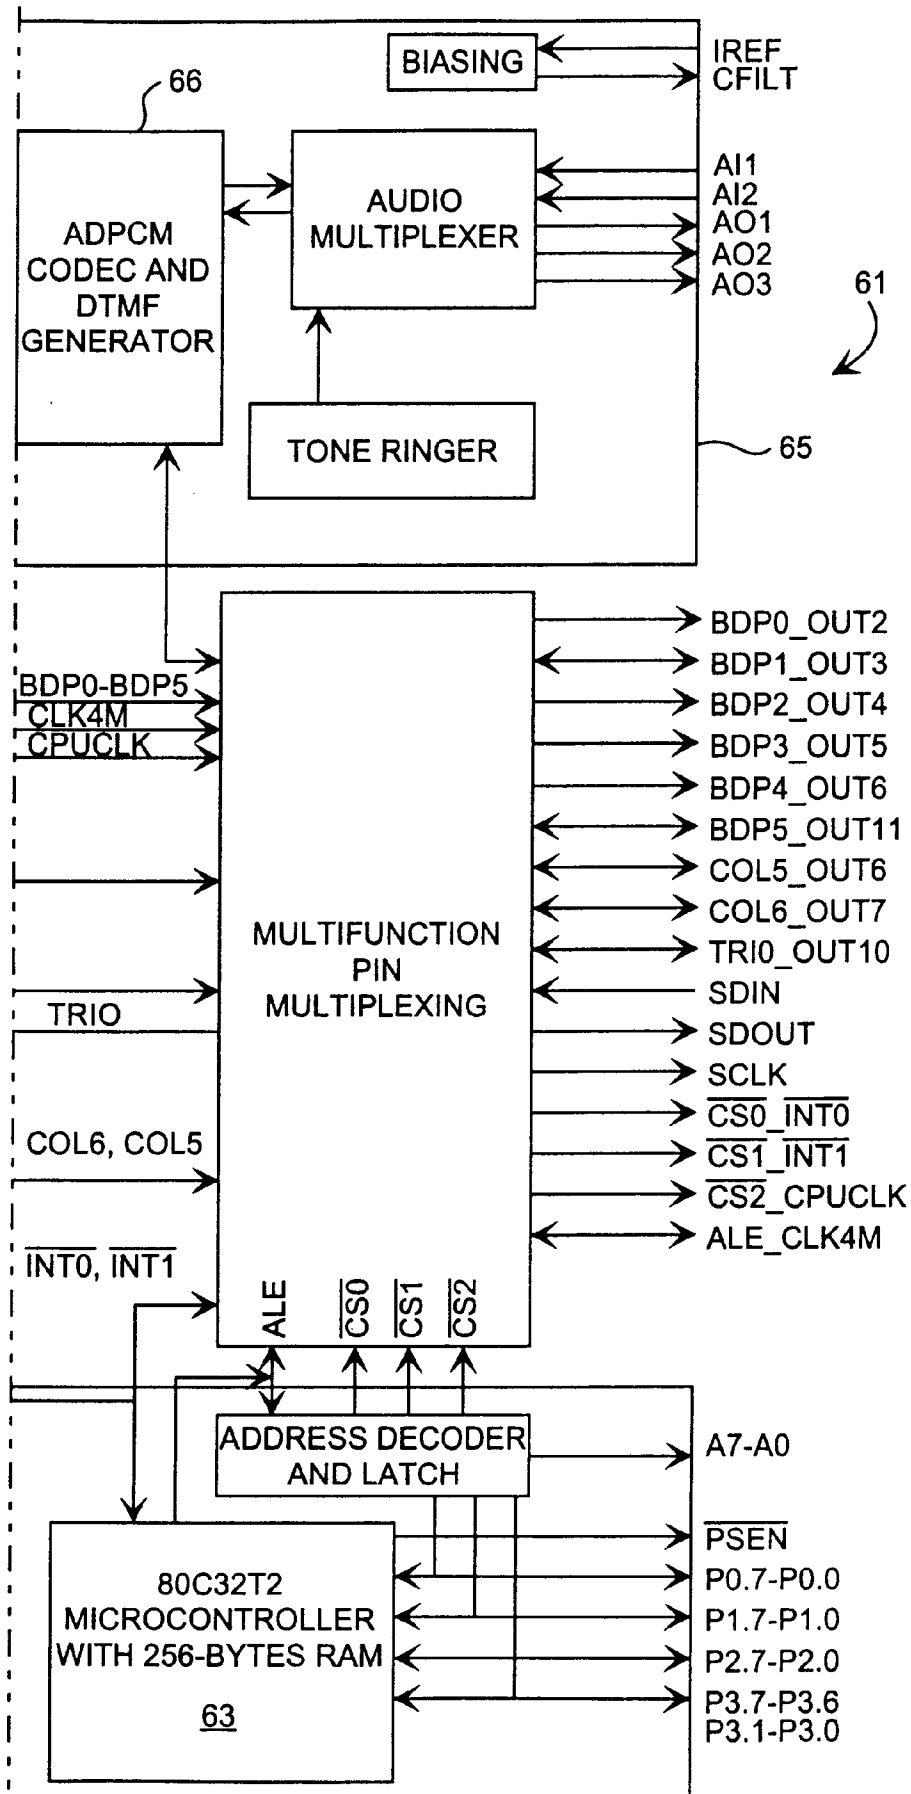 BIASING
IREF
CFILT
66
ADPCM
CODEC AND
DTMF
GENERATOR
AUDIO
MULTIPLEXER
AI1
AI2
AO1
AO2
AO3
61
TONE RINGER
65
BDP0-BDP5
CLK4M
CPUCLK
TRIO
COL6, COL5
INT0, INT1
MULTIFUNCTION
PIN
MULTIPLEXING
ALE
CS0
CS1
CS2
BDP0_OUT2
BDP1_OUT3
BDP2_OUT4
BDP3_OUT5
BDP4_OUT6
BDP5_OUT11
COL5_OUT6
COL6_OUT7
TRI0_OUT10
SDIN
SDOUT
SCLK
CS0_INT0
CS1_INT1
CS2_CPUCLK
ALE_CLK4M
ADDRESS DECODER
AND LATCH
A7-A0
80C32T2
MICROCONTROLLER
WITH 256-BYTES RAM
63
PSEN
P0.7-P0.0
P1.7-P1.0
P2.7-P2.0
P3.7-P3.6
P3.1-P3.0